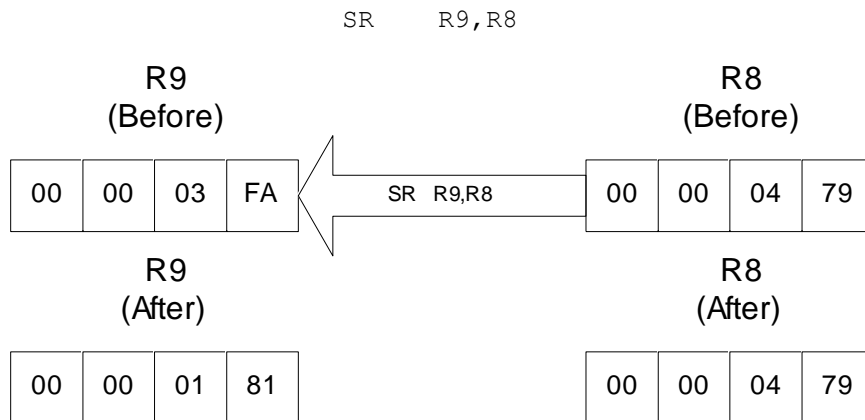 SR R9,R8
R9 R8
(Before) (Before)
00 00 03 FA SR R9,R8 00 00 04 79
R9 R8
(After) (After)
00 00 01 81 00 00 04 79